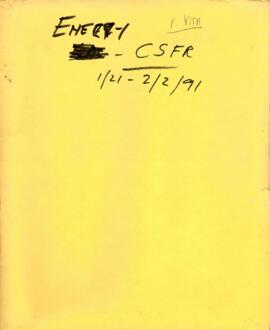 ENERGY F. VITA
- CSFR
1/21 - 2/2/91